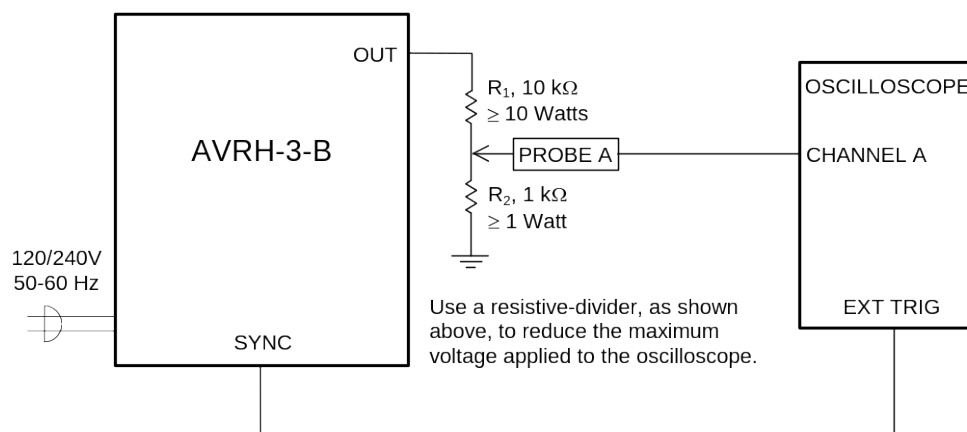 OUT
R₁, 10 kΩ
≥ 10 Watts
OSCILLOSCOPE
AVRH-3-B
PROBE A
CHANNEL A
R₂, 1 kΩ
≥ 1 Watt
120/240V
50-60 Hz
Use a resistive-divider, as shown
above, to reduce the maximum
voltage applied to the oscilloscope.
EXT TRIG
SYNC